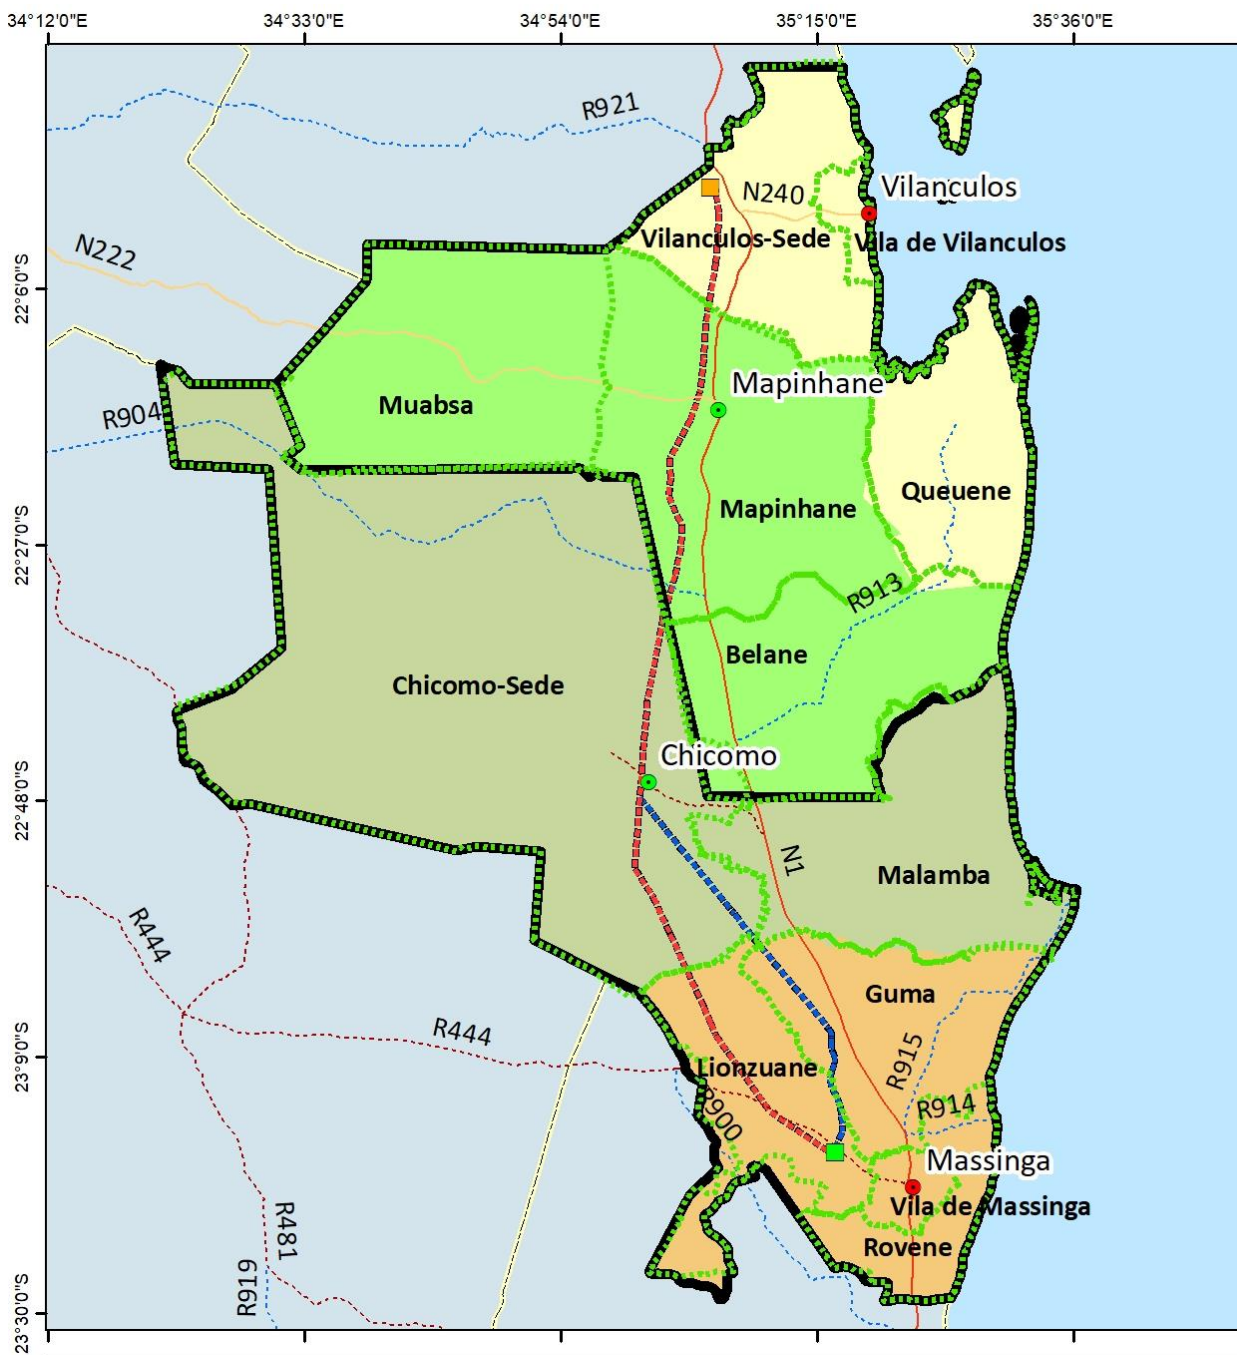 34°12'0"E
34°33'0"E
34°54'0"E
35°15'0"E
35°36'0"E
R921
Vilanculos
N240
Vilanculos-Sede
Vila de Vilanculos
N222
22°6'0"S
Mapinhane
Muabsa
R904
Queuene
Mapinhane
22°27'0"S
R913
Belane
Chicomo-Sede
Chicomo
22°48'0"S
N1
Malamba
R444
Guma
R444
23°9'0"S
Lionzuane
R915
R900
R914
Massinga
Vila de Massinga
R481
Rovene
R919
23°30'0"S